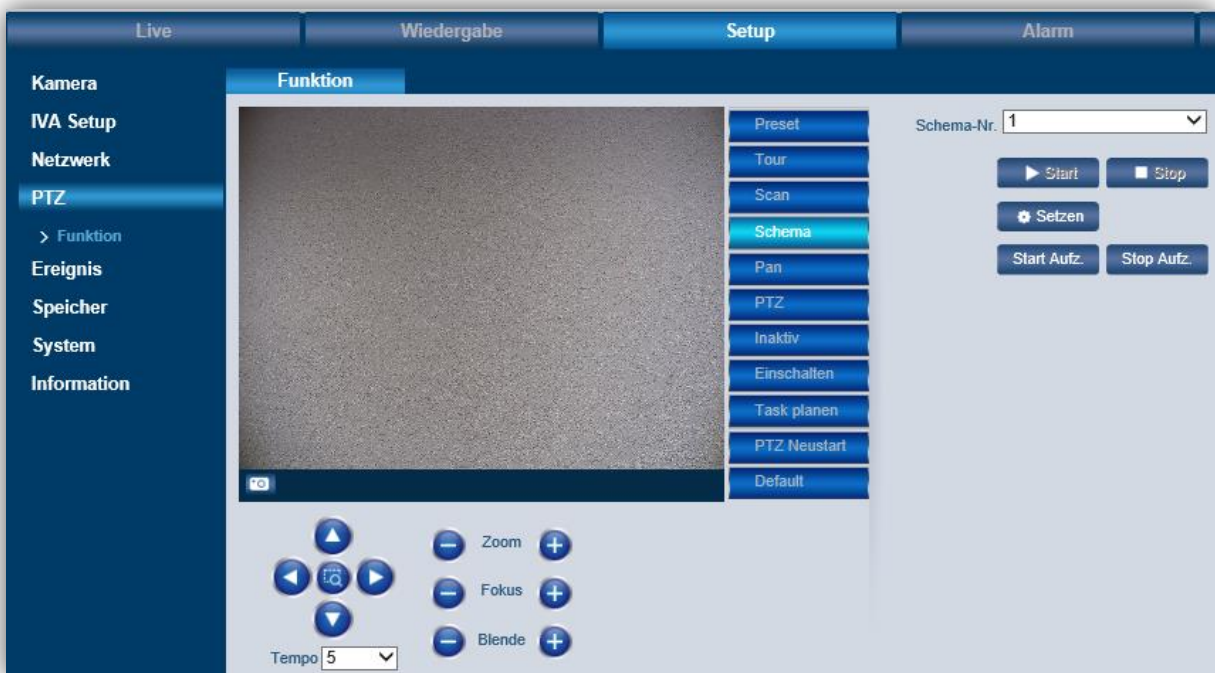 Live Wiedergabe Setup Alarm
Kamera
IVA Setup
Netzwerk
PTZ
Funktion
Ereignis
Speicher
System
Information
Funktion
Preset
Tour
Scan
Schema
Pan
PTZ
Inaktiv
Einschalten
Task planen
PTZ Neustart
Default
Schema-Nr. 1
Start Stop
Setzen
Start Aufz. Stop Aufz.
Zoom
Fokus
Blende
Tempo 5